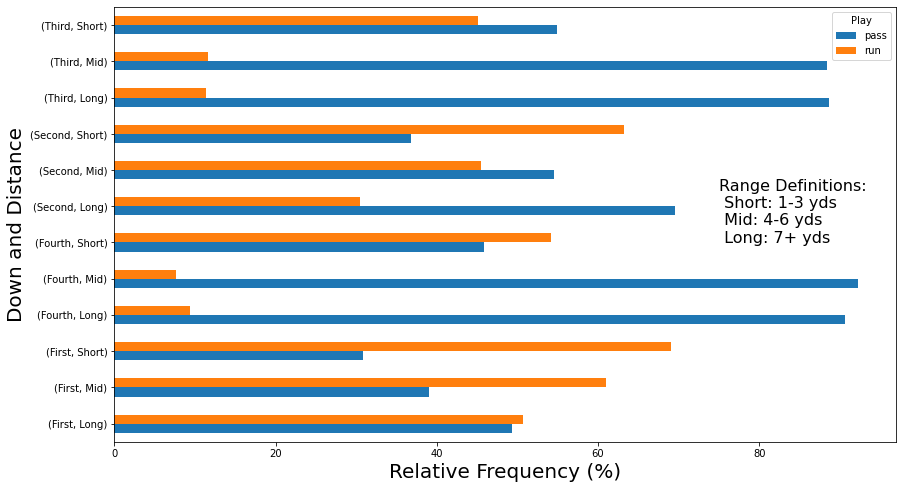 Down and Distance
(Third, Short)
(Third, Mid)
(Third, Long)
(Second, Short)
(Second, Mid)
(Second, Long)
(Fourth, Short)
(Fourth, Mid)
(Fourth, Long)
(First, Short)
(First, Mid)
(First, Long)
Play
pass
run
Range Definitions:
Short: 1-3 yds
Mid: 4-6 yds
Long: 7+ yds
0 20 40 60 80
Relative Frequency (%)